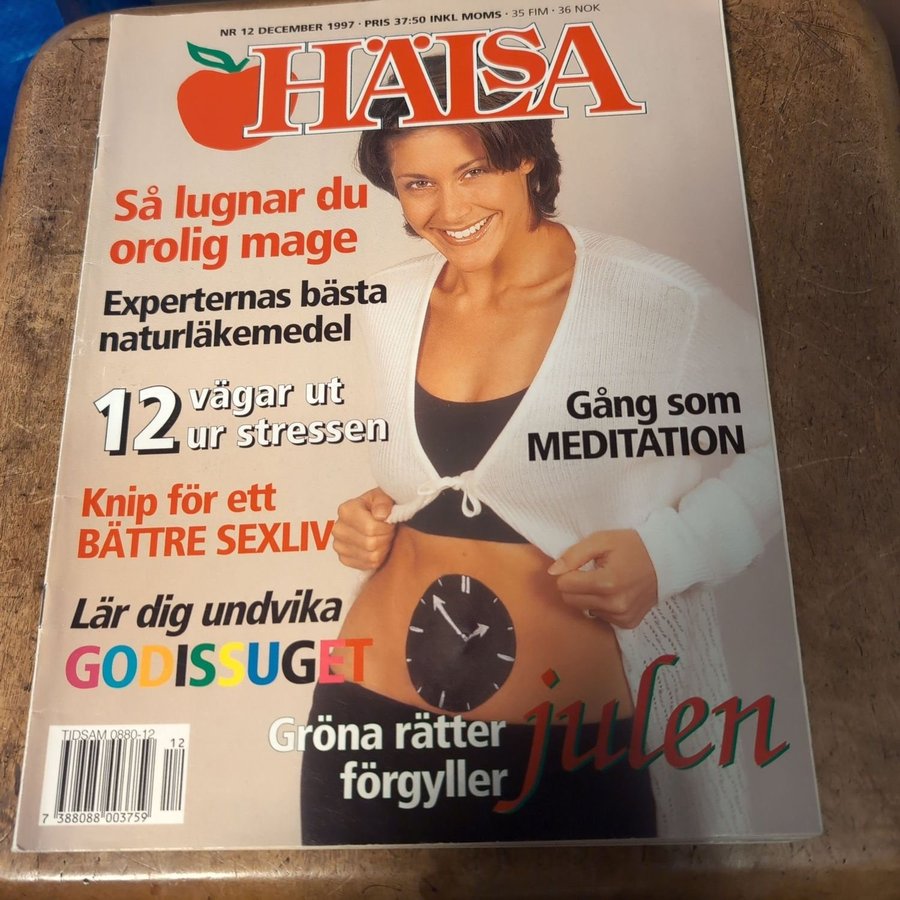 NR 12 DECEMBER 1997 · PRIS 37:50 INKL MOMS · 35 FIM · 36 NOK
HÄLSA
Så lugnar du
orolig mage
Experternas bästa
naturläkemedel
12 vägar ut
ur stressen
Gång som
MEDITATION
Knip för ett
BÄTTRE SEXLIV
Lär dig undvika
GODISSUGET
Gröna rätter
förgyller julen
TIDSAM 0880-12
12
7 388088 003759